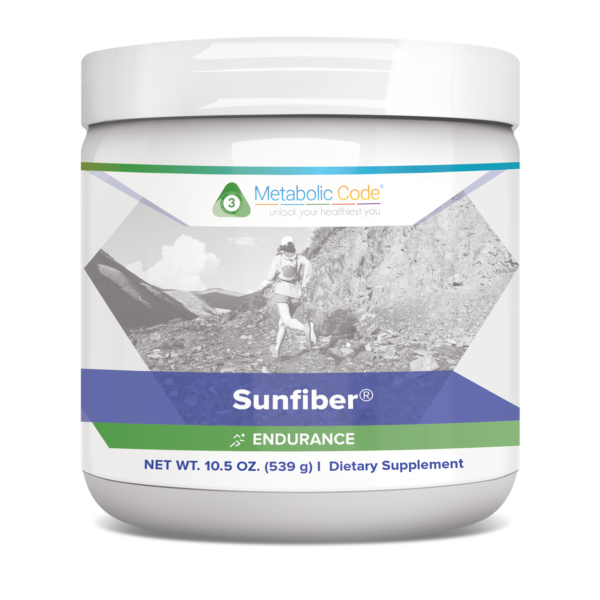 3
Metabolic Code®
unlock your healthiest you
Sunfiber®
ENDURANCE
NET WT. 10.5 OZ. (539 g) | Dietary Supplement